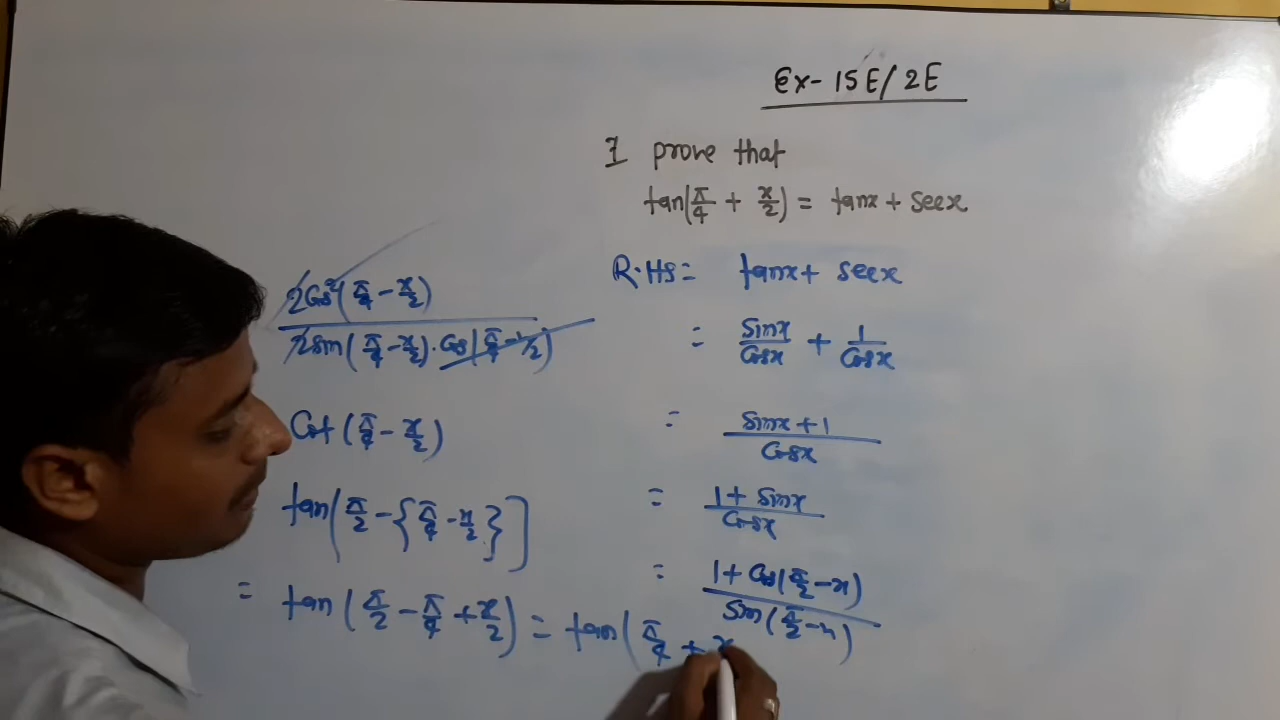 Ex- 15E/2E
1 prove that
tan(π/4 + x/2) = tanx + secx
R.HS = tanx + secx
= sinx/Cosx + 1/Cosx
= sinx+1/Cosx
= 1+ sinx/Cosx
= 1+ Cos(π/2-x)/sin(π/2-x)
2Cos²(π/4-x/2)/2sin(π/4-x/2).Cos(π/4-x/2)
Cot(π/4-x/2)
tan[π/2-{π/4-x/2}]
= tan(π/2-π/4+x/2) = tan(π/4+x